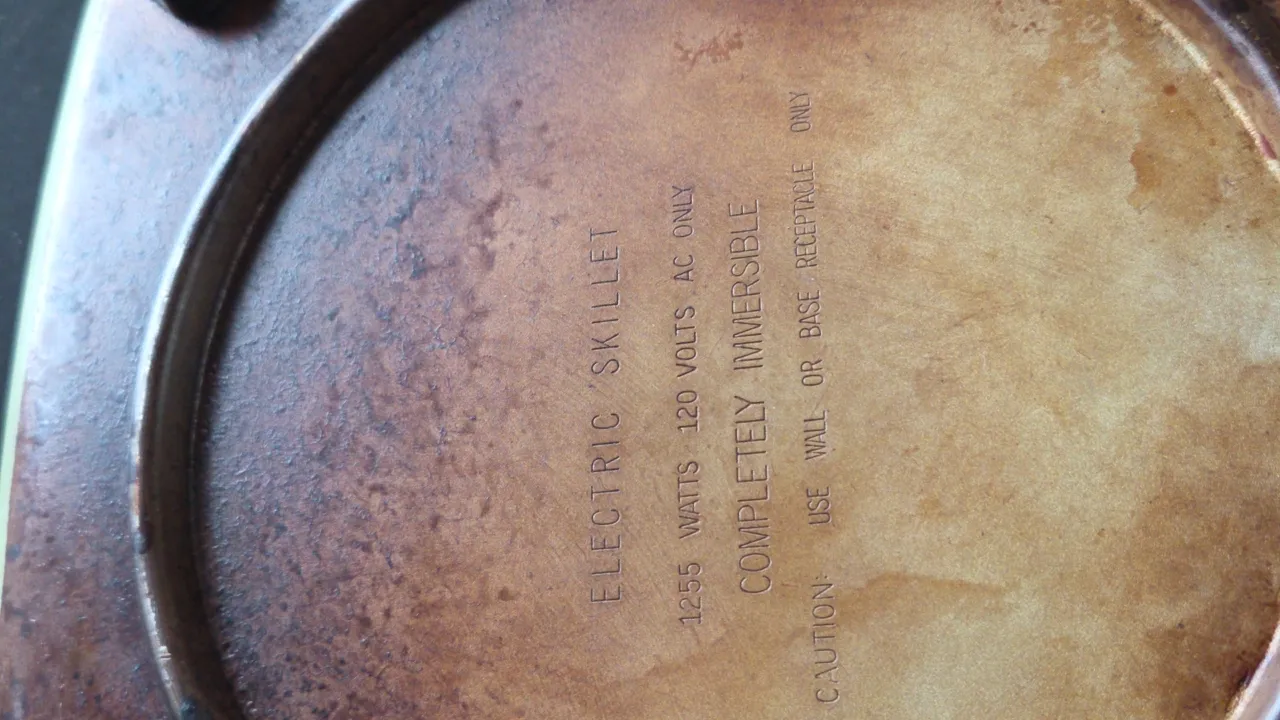 ELECTRIC SKILLET
1255 WATTS 120 VOLTS AC ONLY
COMPLETELY IMMERSIBLE
CAUTION: USE WALL OR BASE RECEPTACLE ONLY